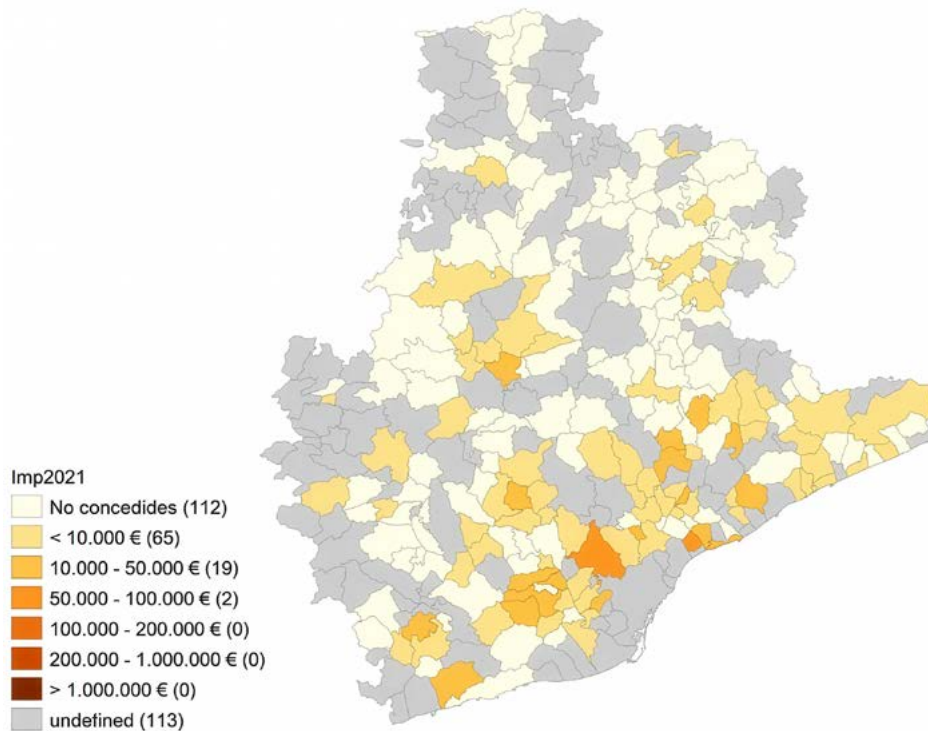 Imp2021
No concedides (112)
< 10.000 € (65)
10.000 - 50.000 € (19)
50.000 - 100.000 € (2)
100.000 - 200.000 € (0)
200.000 - 1.000.000 € (0)
> 1.000.000 € (0)
undefined (113)